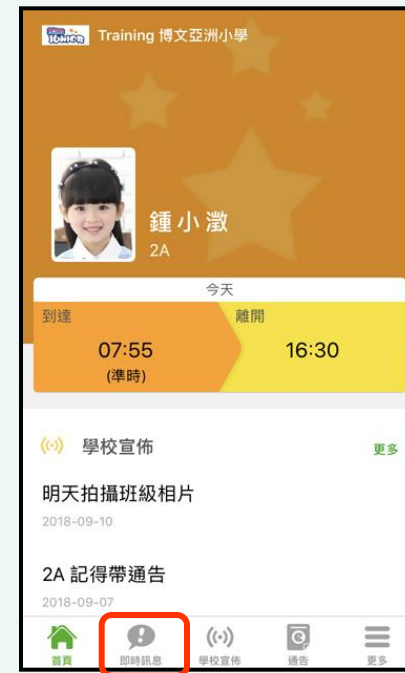 JUNIOR Training 博文亞洲小學
鍾小澂
2A
今天
到達 離開
07:55 16:30
(準時)
學校宣佈 更多
明天拍攝班級相片
2018-09-10
2A 記得帶通告
2018-09-07
首頁 即時訊息 學校宣佈 通告 更多